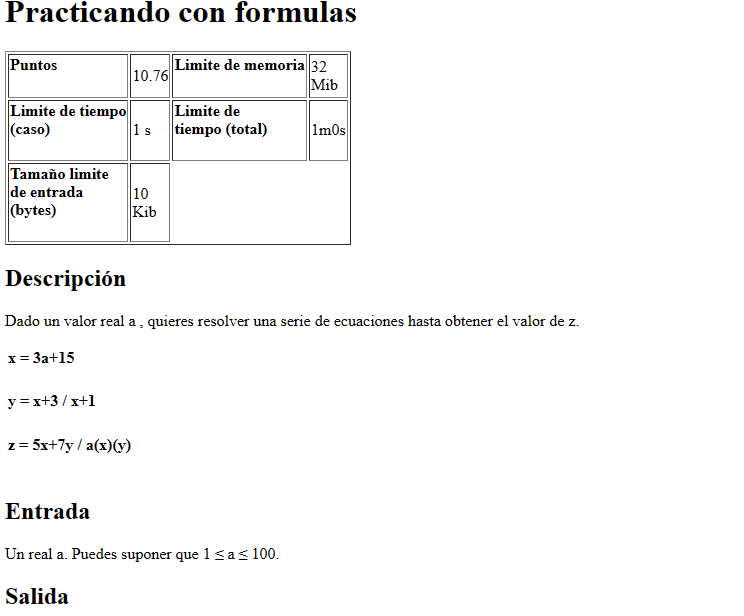 Practicando con formulas
Puntos 10.76 Limite de memoria 32
Mib
Limite de tiempo
(caso) 1 s Limite de
tiempo (total) 1m0s
Tamaño limite
de entrada
(bytes) 10
Kib
Descripción
Dado un valor real a , quieres resolver una serie de ecuaciones hasta obtener el valor de z.
x = 3a+15
y = x+3 / x+1
z = 5x+7y / a(x)(y)
Entrada
Un real a. Puedes suponer que 1 ≤ a ≤ 100.
Salida